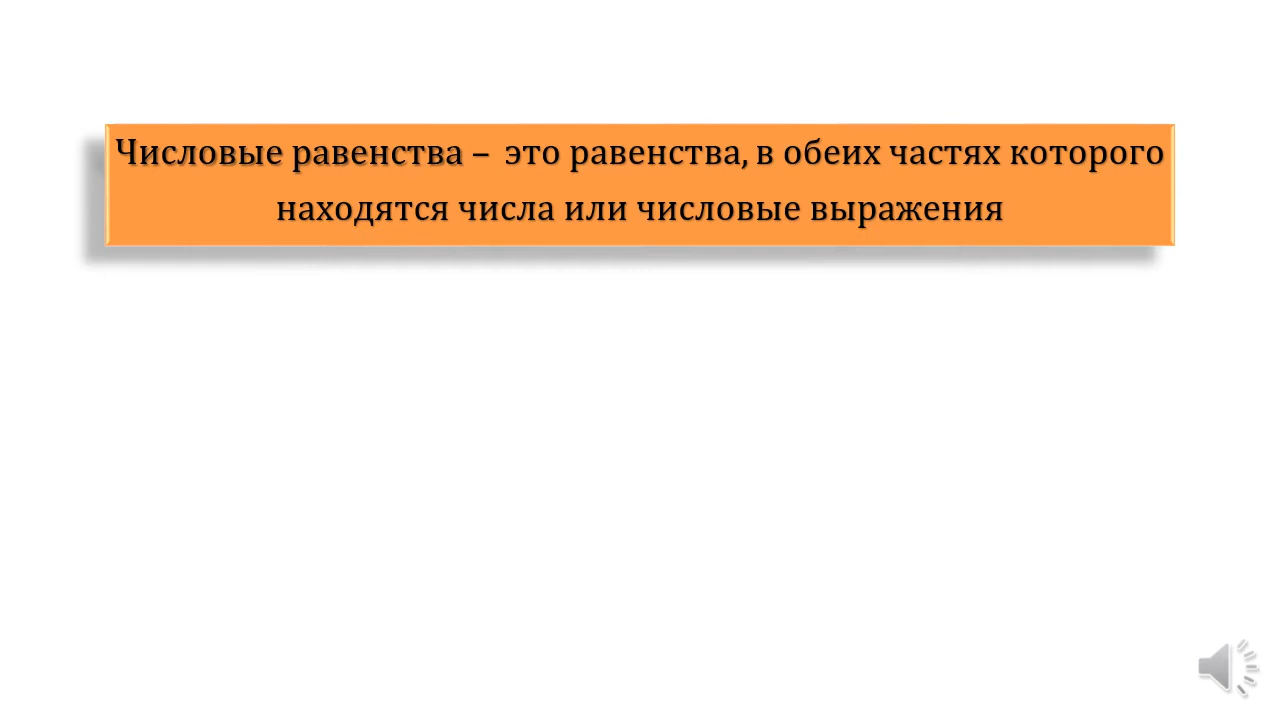 Числовые равенства –  это равенства, в обеих частях которого
находятся числа или числовые выражения